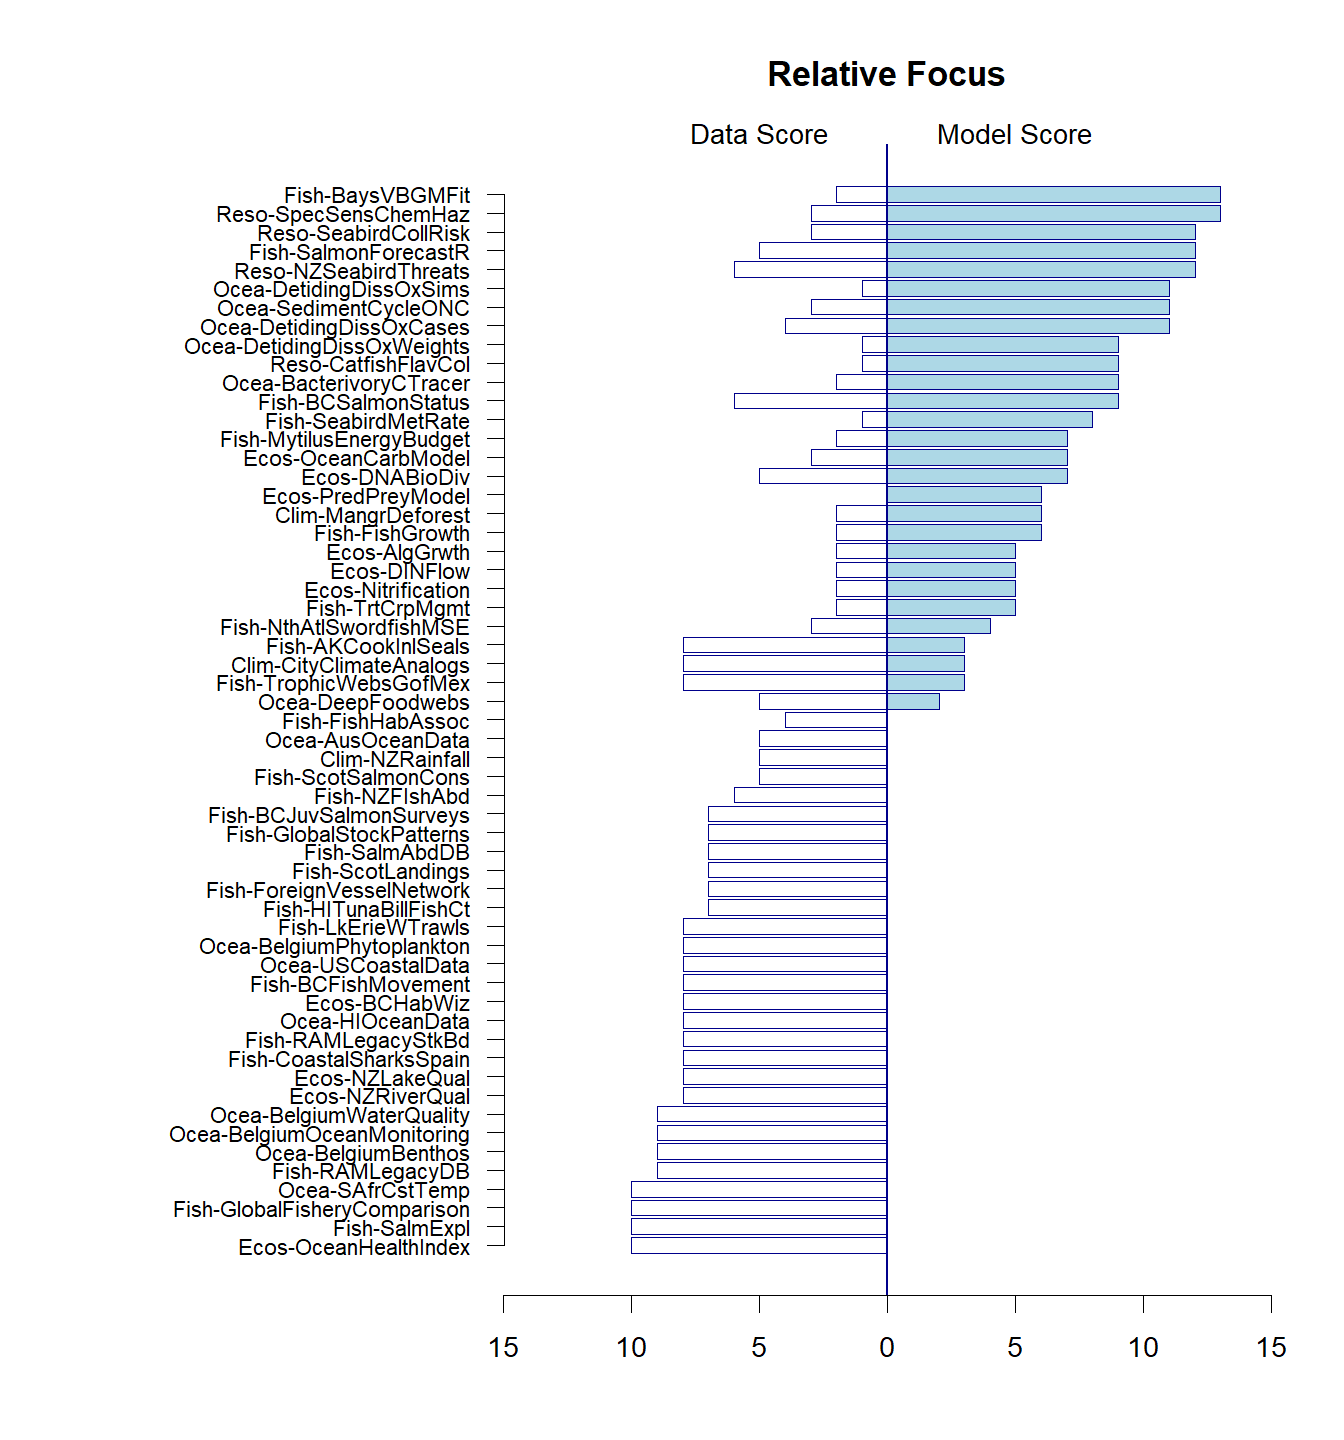 Relative Focus
Data Score Model Score
Fish-BaysVBGMFit
Reso-SpecSensChemHaz
Reso-SeabirdCollRisk
Fish-SalmonForecastR
Reso-NZSeabirdThreats
Ocea-DetidingDissOxSims
Ocea-SedimentCycleONC
Ocea-DetidingDissOxCases
Ocea-DetidingDissOxWeights
Reso-CatfishFlavCol
Ocea-BacterivoryCTracer
Fish-BCSalmonStatus
Fish-SeabirdMetRate
Fish-MytilusEnergyBudget
Ecos-OceanCarbModel
Ecos-DNABioDiv
Ecos-PredPreyModel
Clim-MangrDeforest
Fish-FishGrowth
Ecos-AlgGrwth
Ecos-DINFlow
Ecos-Nitrification
Fish-TrtCrpMgmt
Fish-NthAtlSwordfishMSE
Fish-AKCookInlSeals
Clim-CityClimateAnalogs
Fish-TrophicWebsGofMex
Ocea-DeepFoodwebs
Fish-FishHabAssoc
Ocea-AusOceanData
Clim-NZRainfall
Fish-ScotSalmonCons
Fish-NZFIshAbd
Fish-BCJuvSalmonSurveys
Fish-GlobalStockPatterns
Fish-SalmAbdDB
Fish-ScotLandings
Fish-ForeignVesselNetwork
Fish-HITunaBillFishCt
Fish-LkErieWTrawls
Ocea-BelgiumPhytoplankton
Ocea-USCoastalData
Fish-BCFishMovement
Ecos-BCHabWiz
Ocea-HIOceanData
Fish-RAMLegacyStkBd
Fish-CoastalSharksSpain
Ecos-NZLakeQual
Ecos-NZRiverQual
Ocea-BelgiumWaterQuality
Ocea-BelgiumOceanMonitoring
Ocea-BelgiumBenthos
Fish-RAMLegacyDB
Ocea-SAfrCstTemp
Fish-GlobalFisheryComparison
Fish-SalmExpl
Ecos-OceanHealthIndex
15 10 5 0 5 10 15